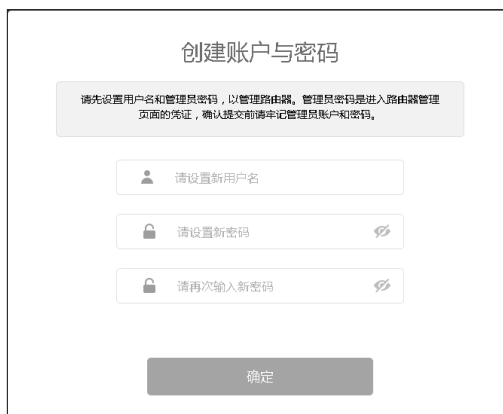 创建账户与密码
请先设置用户名和管理员密码，以管理路由器。管理员密码是进入路由器管理
页面的凭证，确认提交前请牢记管理员账户和密码。
请设置新用户名
请设置新密码
请再次输入新密码
确定